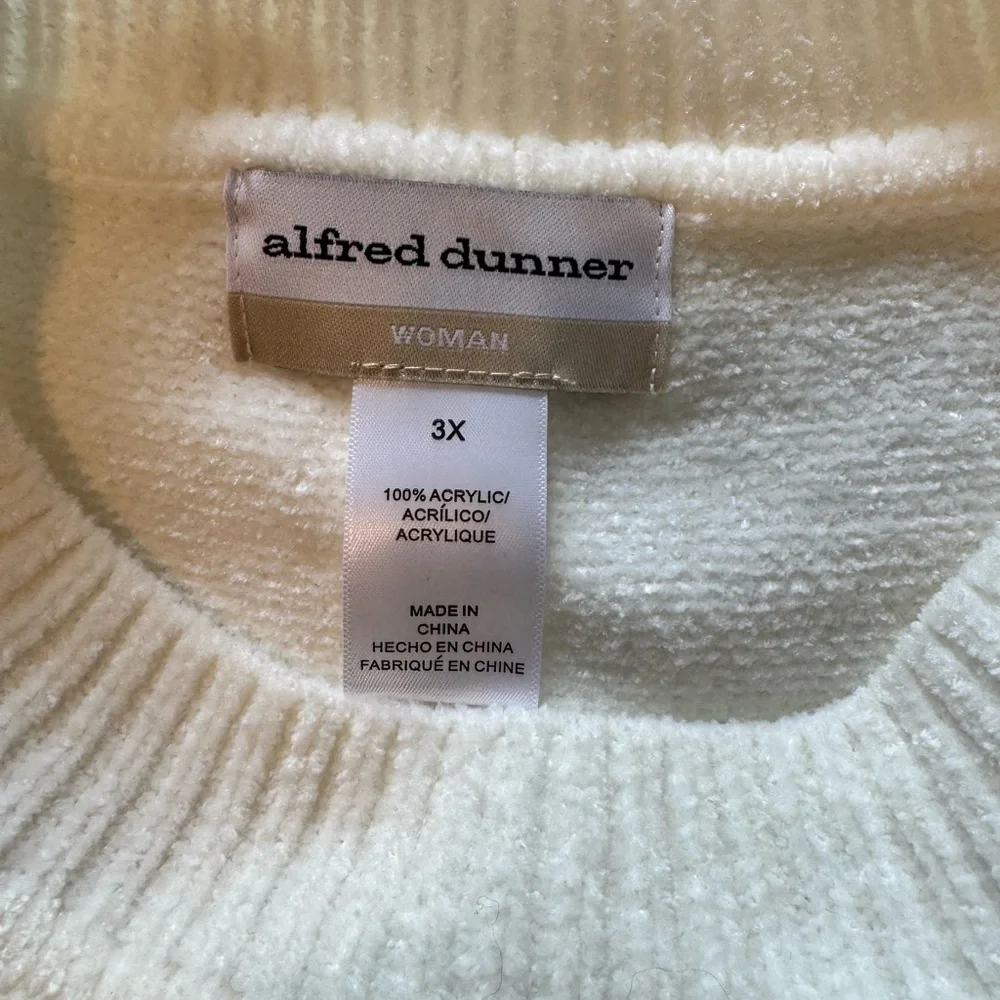 alfred dunner
WOMAN
3X
100% ACRYLIC/
ACRÍLICO/
ACRYLIQUE
MADE IN
CHINA
HECHO EN CHINA
FABRIQUÉ EN CHINE